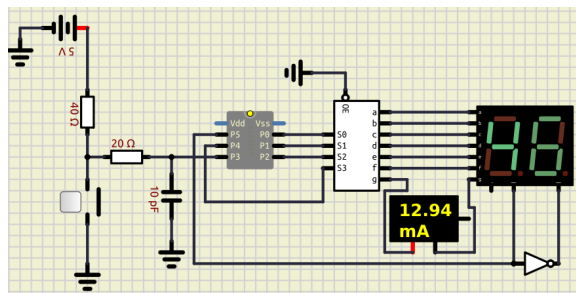 5 V
40 Ω
20 Ω
10 pF
Vdd Vss
P5 P0
P4 P1
P3 P2
OE
S0
S1
S2
S3
a
b
c
d
e
f
g
12.94
mA